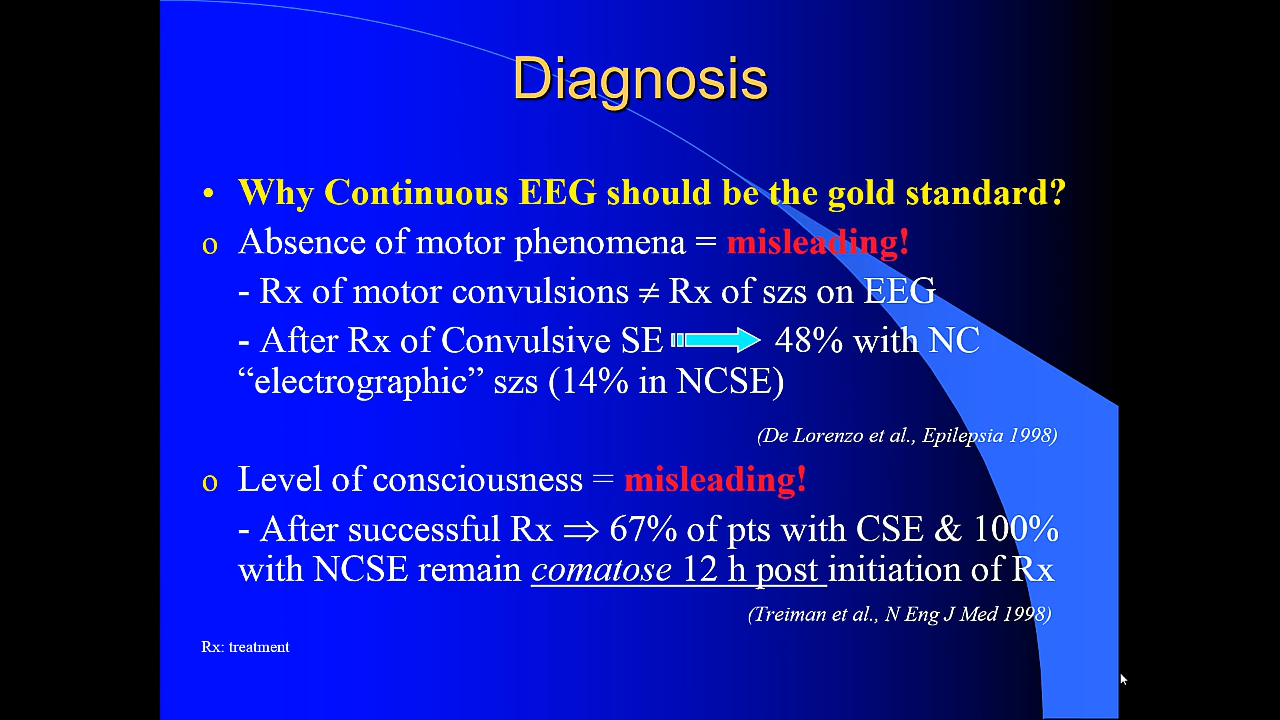 Diagnosis
• Why Continuous EEG should be the gold standard?
o Absence of motor phenomena = misleading!
- Rx of motor convulsions ≠ Rx of szs on EEG
- After Rx of Convulsive SE ➡ 48% with NC
“electrographic” szs (14% in NCSE)
(De Lorenzo et al., Epilepsia 1998)
o Level of consciousness = misleading!
- After successful Rx ⇒ 67% of pts with CSE & 100%
with NCSE remain comatose 12 h post initiation of Rx
(Treiman et al., N Eng J Med 1998)
Rx: treatment